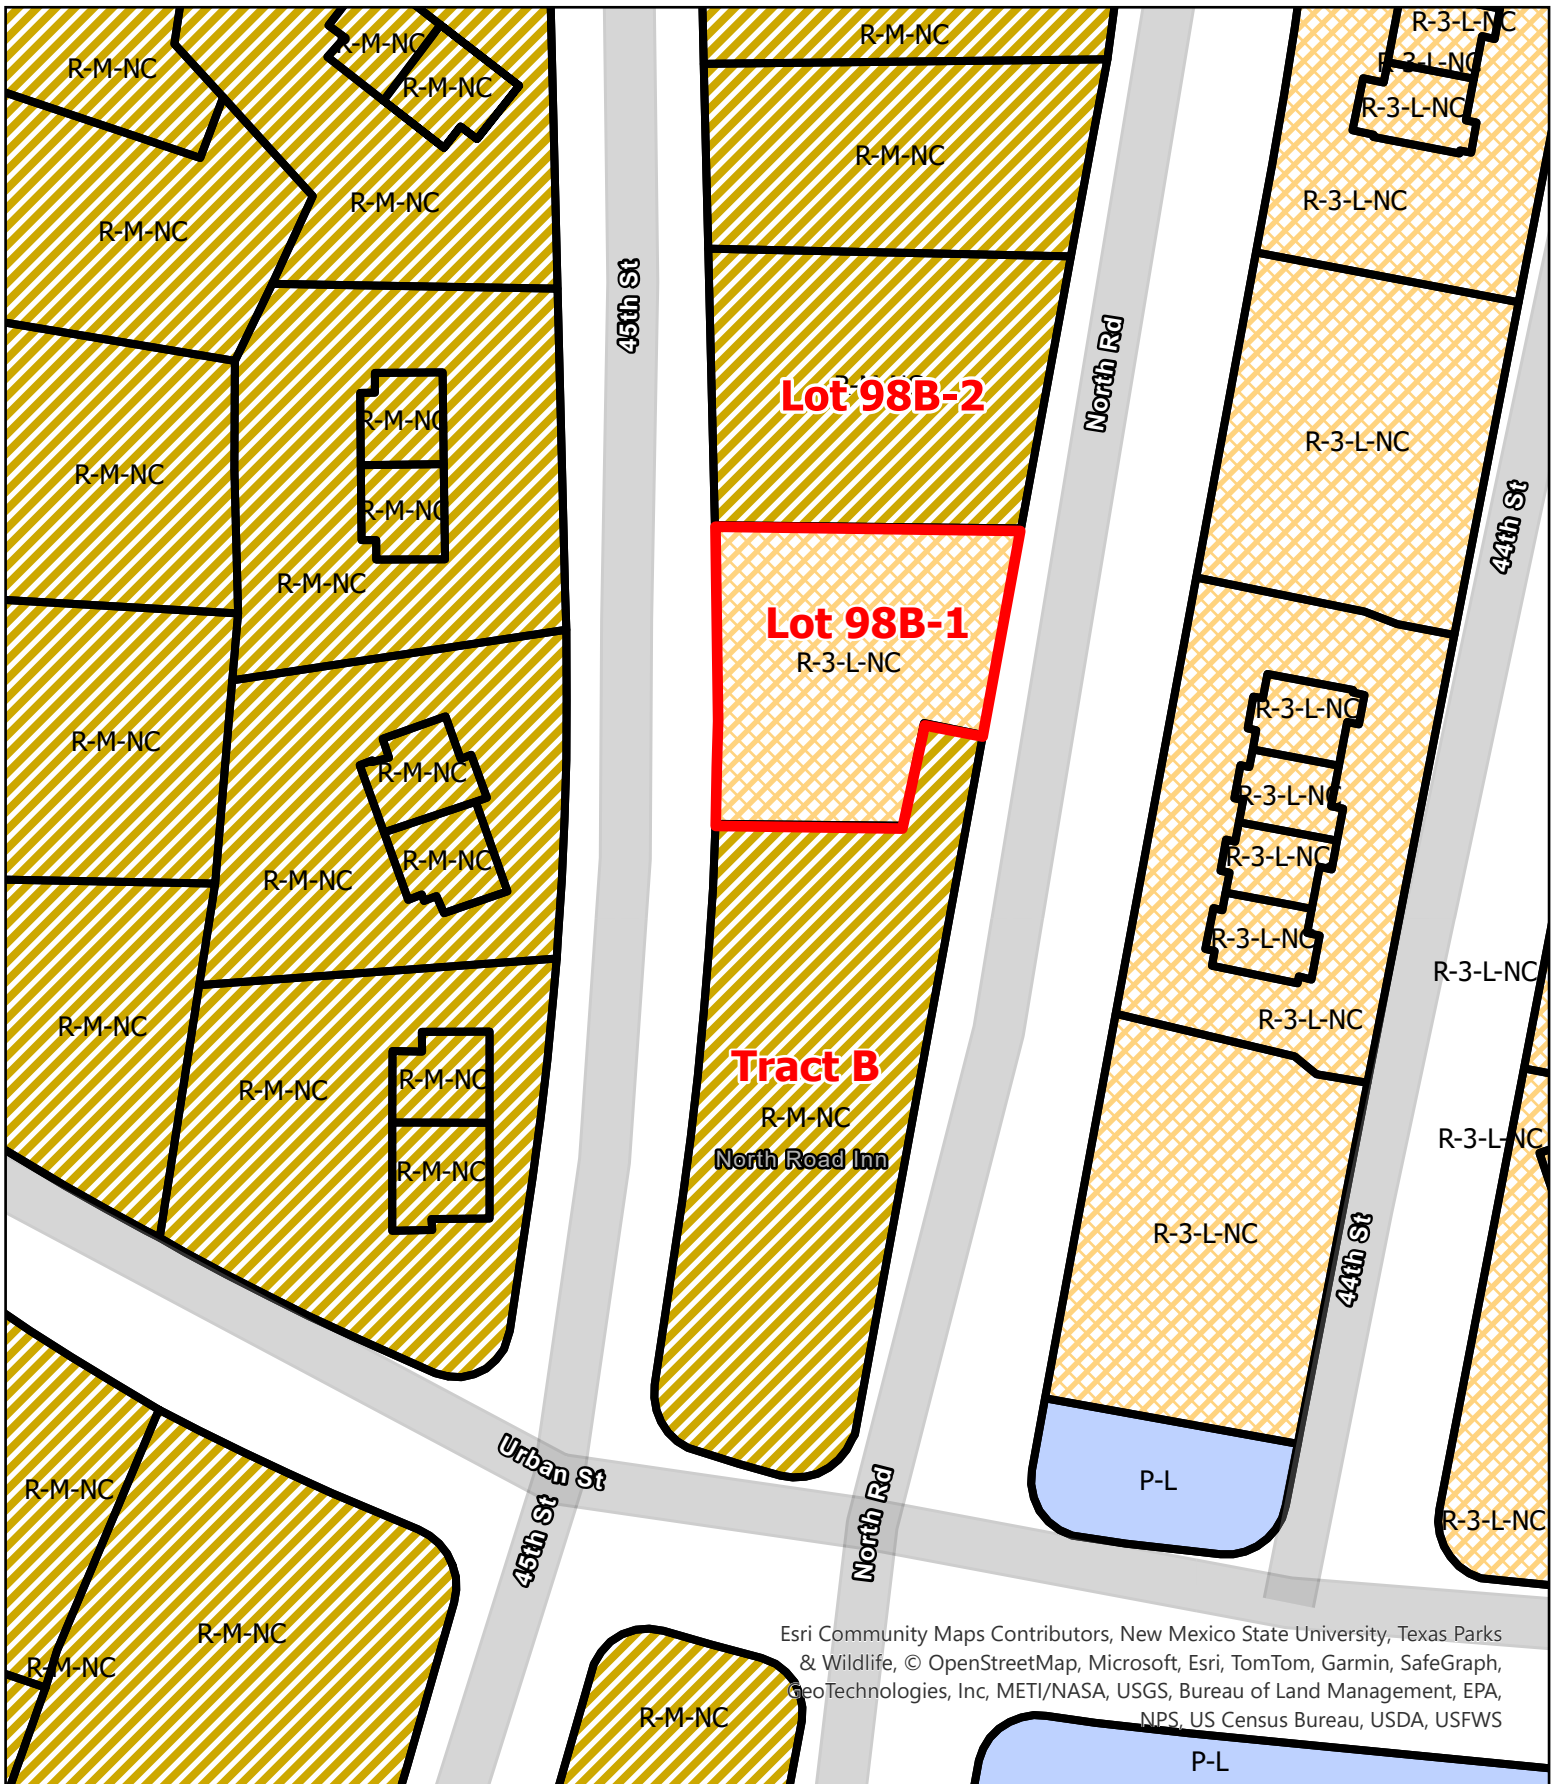 R-3-L-NC
R-M-NC
R-M-NC
R-3-L-NC
R-M-NC
R-M-NC
R-3-L-NC
R-M-NC
R-3-L-NC
R-M-NC
R-M-NC
45th St
North Rd
Lot 98B-2
R-M-NC
R-3-L-NC
R-M-NC
R-M-NC
44th St
R-M-NC
Lot 98B-1
R-3-L-NC
R-3-L-NC
R-M-NC
R-M-NC
R-3-L-NC
R-3-L-NC
R-M-NC
R-M-NC
R-3-L-NC
R-3-L-NC
R-M-NC
R-3-L-NC
Tract B
R-M-NC
R-M-NC
R-M-NC
North Road Inn
R-M-NC
R-3-L-NC
R-3-L-NC
44th St
Urban St
R-M-NC
P-L
45th St
North Rd
R-3-L-NC
R-M-NC
R-M-NC
R-M-NC
Esri Community Maps Contributors, New Mexico State University, Texas Parks
& Wildlife, © OpenStreetMap, Microsoft, Esri, TomTom, Garmin, SafeGraph,
GeoTechnologies, Inc, METI/NASA, USGS, Bureau of Land Management, EPA,
NPS, US Census Bureau, USDA, USFWS
P-L